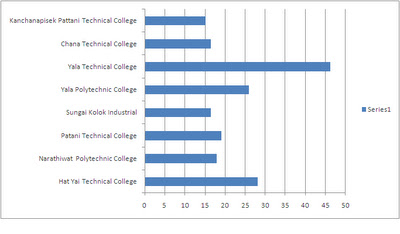 Kanchanapisek Pattani Technical College
Chana Technical College
Yala Technical College
Yala Polytechnic College
Sungai Kolok Industrial
Patani Technical College
Narathiwat Polytechnic College
Hat Yai Technical College
0 5 10 15 20 25 30 35 40 45 50
Series1